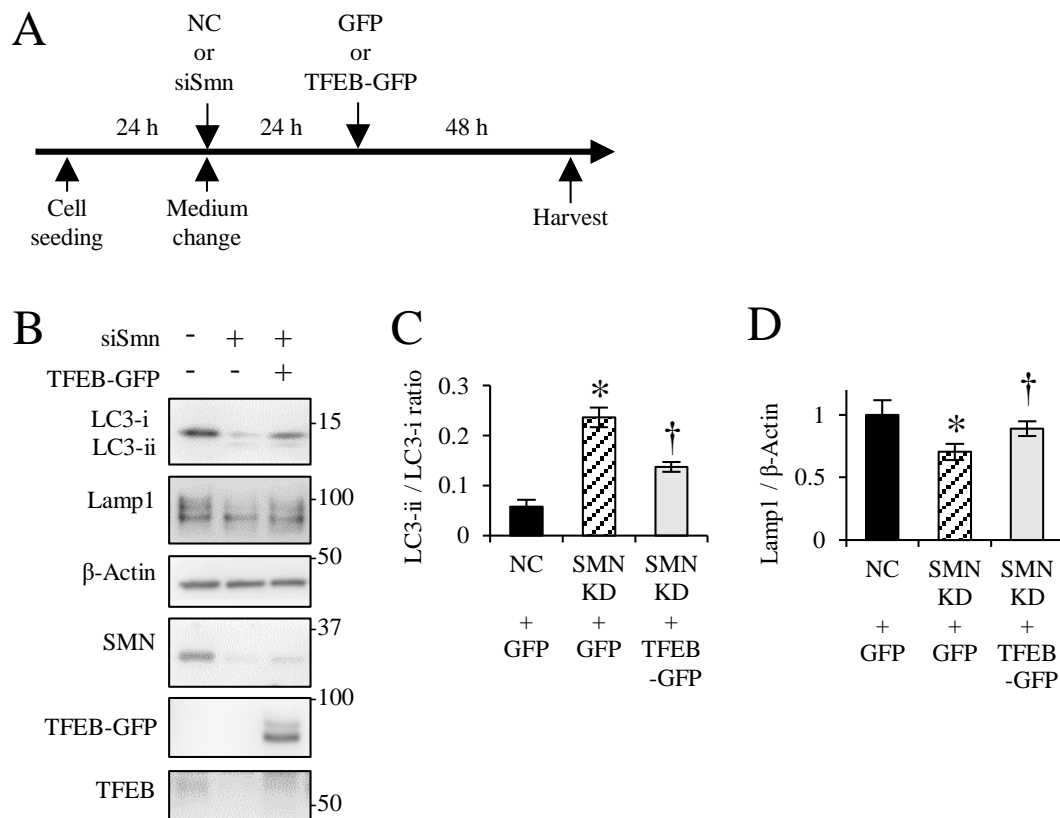 A
NC
or
siSmn
GFP
or
TFEB-GFP
24 h
24 h
48 h
Cell
seeding
Medium
change
Harvest
B
siSmn - + +
TFEB-GFP - - +
LC3-i
LC3-ii
15
Lamp1
100
β-Actin
50
SMN
37
TFEB-GFP
100
TFEB
50
C
LC3-ii / LC3-i ratio
0.3
0.2
0.1
0
*
†
NC
+
GFP
SMN
KD
+
GFP
SMN
KD
+
TFEB
-GFP
D
Lamp1 / β-Actin
1
0.5
0
*
†
NC
+
GFP
SMN
KD
+
GFP
SMN
KD
+
TFEB
-GFP